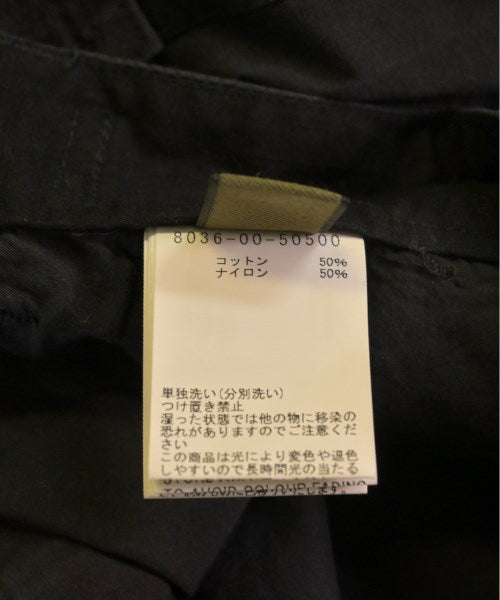 8036-00-50500
コットン 50%
ナイロン 50%
単独洗い(分別洗い)
つけ置き禁止
湿った状態では他の物に移染の
恐れがありますのでご注意くだ
さい
この商品は光により変色や退色
しやすいので長時間光の当たる
TO AVOID COLOUR FADING